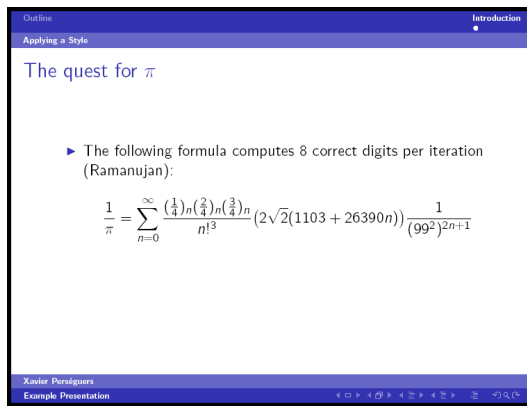 Outline
Introduction
Applying a Style
The quest for π
► The following formula computes 8 correct digits per iteration
(Ramanujan):
1/π = ∑_{n=0}^{∞} (1/4)_n(2/4)_n(3/4)_n / n!^3 (2√2(1103 + 26390n)) 1/(99^2)^{2n+1}
Xavier Perséguers
Example Presentation